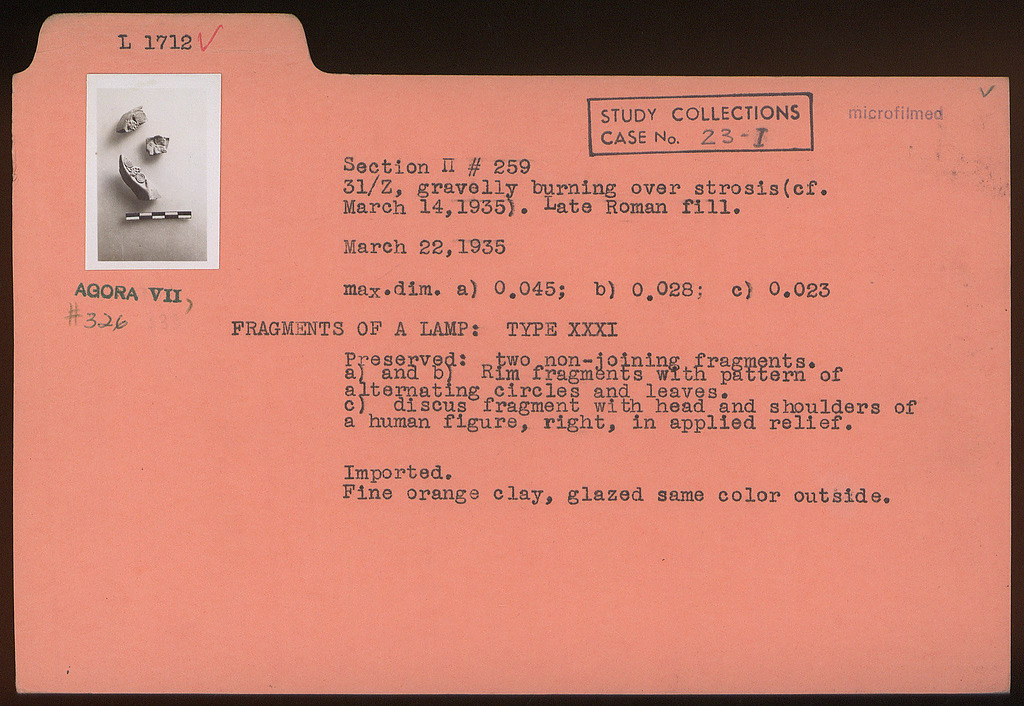 L 1712 ✓
STUDY COLLECTIONS
CASE No. 23-I
microfilmed
✓
Section Π # 259
31/Z, gravelly burning over strosis(cf.
March 14,1935). Late Roman fill.
March 22,1935
max.dim. a) 0.045; b) 0.028; c) 0.023
AGORA VII,
#326
FRAGMENTS OF A LAMP: TYPE XXXI
Preserved: two non-joining fragments.
a) and b) Rim fragments with pattern of
alternating circles and leaves.
c) discus fragment with head and shoulders of
a human figure, right, in applied relief.
Imported.
Fine orange clay, glazed same color outside.